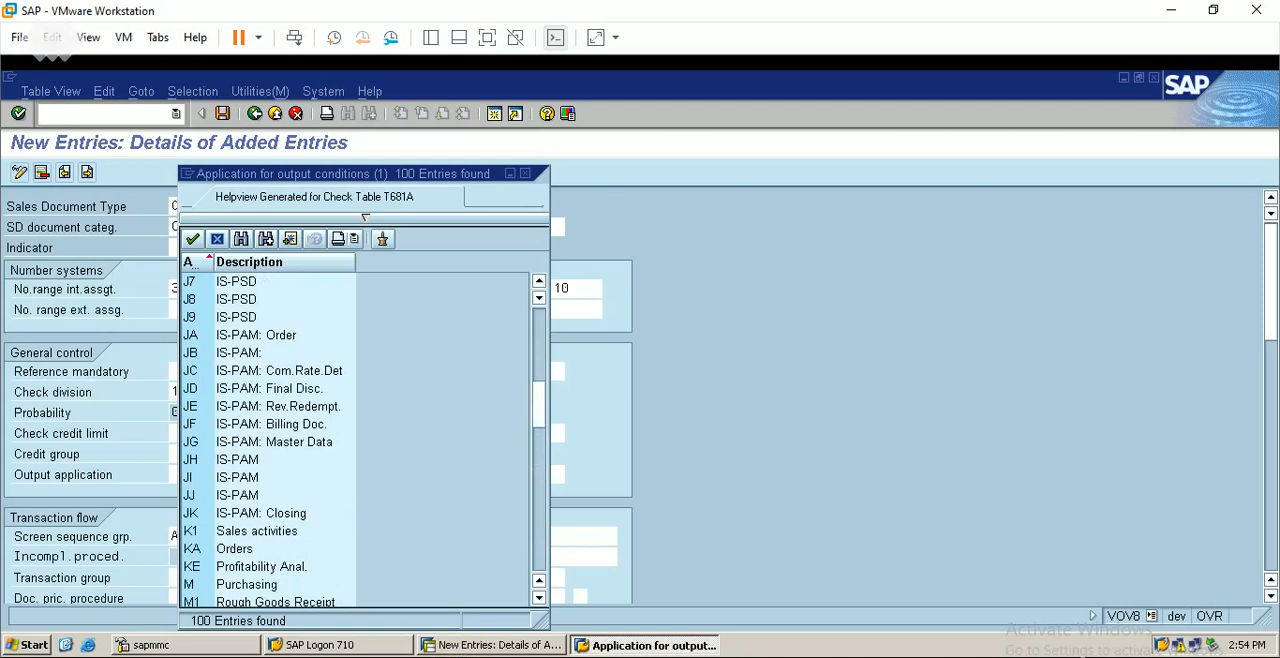 SAP - VMware Workstation
File Edit View VM Tabs Help
Table View Edit Goto Selection Utilities(M) System Help
SAP
New Entries: Details of Added Entries
Application for output conditions (1) 100 Entries found
Helpview Generated for Check Table T681A
Sales Document Type
SD document categ.
Indicator
Number systems
No.range int.assgt. 10
No. range ext. assg.
General control
Reference mandatory
Check division 1
Probability
Check credit limit
Credit group
Output application
Transaction flow
Screen sequence grp. A
Incompl.proced.
Transaction group
Doc. pric. procedure
A.. Description
J7 IS-PSD
J8 IS-PSD
J9 IS-PSD
JA IS-PAM: Order
JB IS-PAM:
JC IS-PAM: Com.Rate.Det
JD IS-PAM: Final Disc.
JE IS-PAM: Rev.Redempt.
JF IS-PAM: Billing Doc.
JG IS-PAM: Master Data
JH IS-PAM
JI IS-PAM
JJ IS-PAM
JK IS-PAM: Closing
K1 Sales activities
KA Orders
KE Profitability Anal.
M Purchasing
M1 Rough Goods Receipt
100 Entries found
VOV8 dev OVR
Activate Windows
Go to Settings to activate
Start sapmmc SAP Logon 710 New Entries: Details of A... Application for output... 2:54 PM